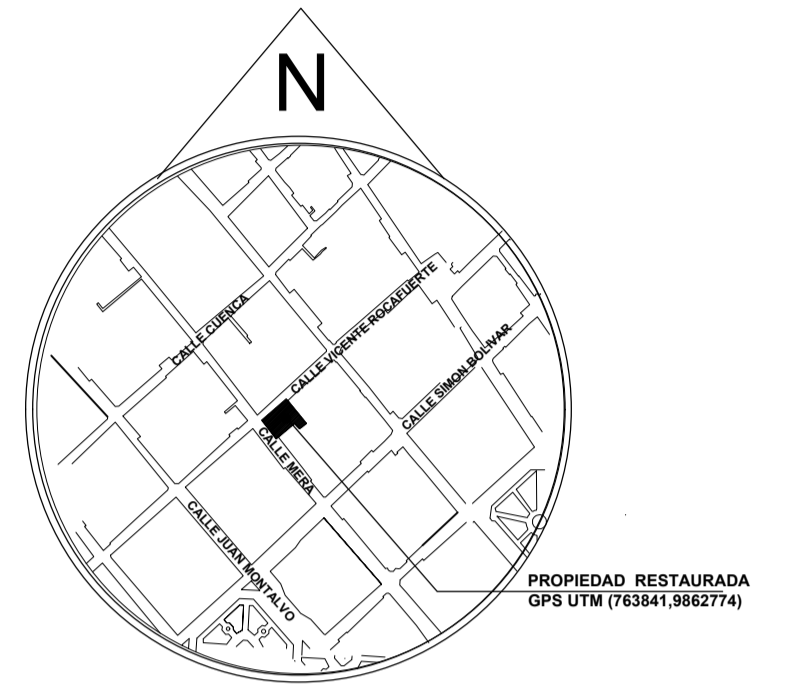 N
CALLE CUENCA
CALLE VICENTE ROCAFUERTE
CALLE SIMON BOLIVAR
CALLE MERA
CALLE JUAN MONTALVO
PROPIEDAD RESTAURADA
GPS UTM (763841,9862774)